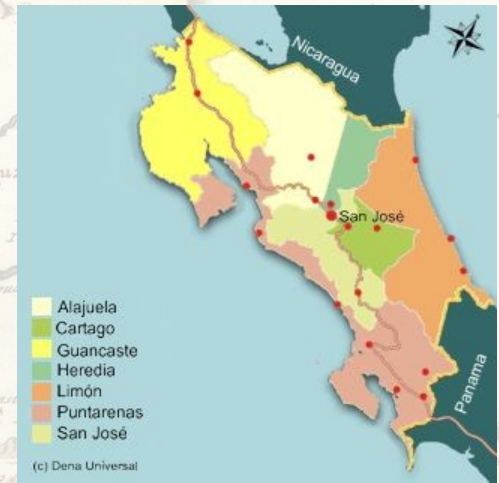 Nicaragua
San José
Panama
Alajuela
Cartago
Guancaste
Heredia
Limón
Puntarenas
San José
(c) Dena Universal